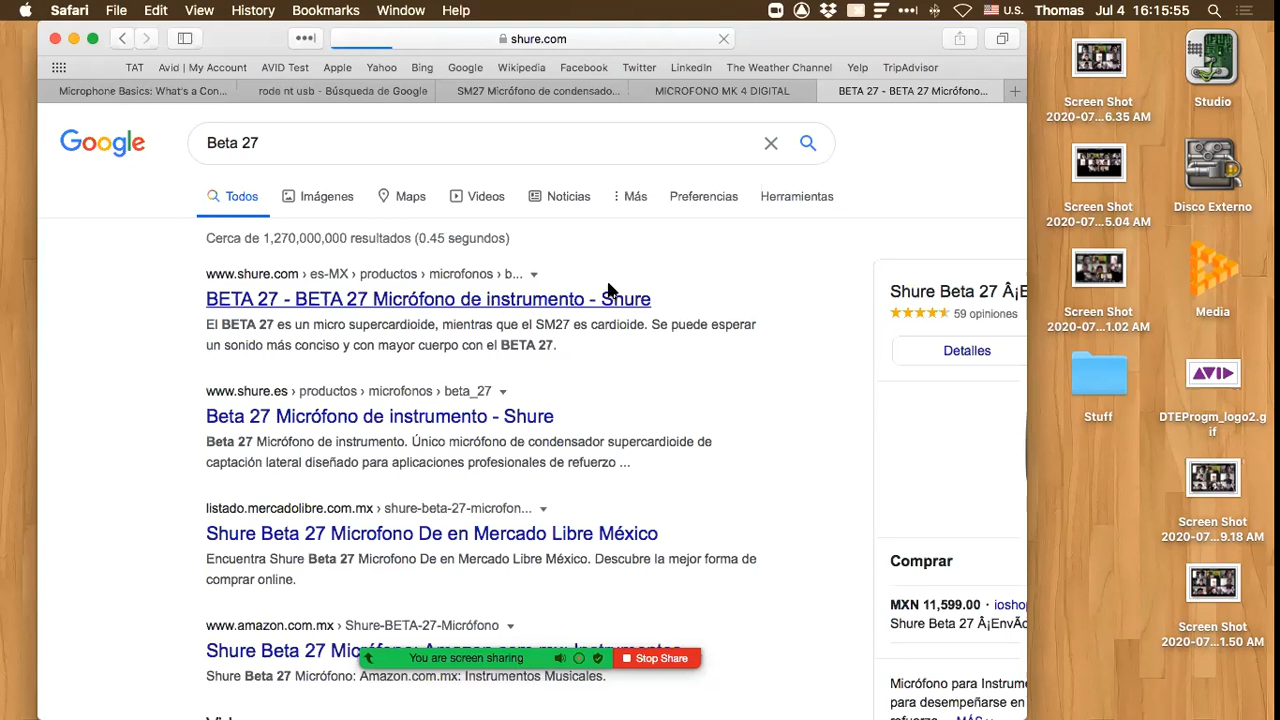 Safari File Edit View History Bookmarks Window Help U.S. Thomas Jul 4 16:15:55
shure.com
TAT Avid | My Account AVID Test Apple Yahoo Bing Google Wikipedia Facebook Twitter LinkedIn The Weather Channel Yelp TripAdvisor
Microphone Basics: What's a Con... rode nt usb - Búsqueda de Google SM27 Micrófono de condensado... MICROFONO MK 4 DIGITAL BETA 27 - BETA 27 Micrófono...
Google Beta 27
Todos Imágenes Maps Videos Noticias Más Preferencias Herramientas
Cerca de 1,270,000,000 resultados (0.45 segundos)
www.shure.com › es-MX › productos › microfonos › b...
BETA 27 - BETA 27 Micrófono de instrumento - Shure
El BETA 27 es un micro supercardioide, mientras que el SM27 es cardioide. Se puede esperar
un sonido más conciso y con mayor cuerpo con el BETA 27.
www.shure.es › productos › microfonos › beta_27
Beta 27 Micrófono de instrumento - Shure
Beta 27 Micrófono de instrumento. Único micrófono de condensador supercardioide de
captación lateral diseñado para aplicaciones profesionales de refuerzo ...
listado.mercadolibre.com.mx › shure-beta-27-microfon...
Shure Beta 27 Microfono De en Mercado Libre México
Encuentra Shure Beta 27 Microfono De en Mercado Libre México. Descubre la mejor forma de
comprar online.
www.amazon.com.mx › Shure-BETA-27-Micrófono
Shure BETA 27 Micrófono: Amazon.com.mx: Instrumentos Musicales
You are screen sharing Stop Share
Shure Beta 27 Micrófono: Amazon.com.mx: Instrumentos Musicales.
Shure Beta 27 Â¡E
59 opiniones
Detalles
Comprar
MXN 11,599.00 · iosho
Shure Beta 27 Â¡EnvÃ
Micrófono para Instrume
para desempeñarse en
refuerzo ... MÁS
Screen Shot
2020-07...6.35 AM
Studio
Screen Shot
2020-07...5.04 AM
Disco Externo
Screen Shot
2020-07...1.02 AM
Media
Stuff
AVID
DTEProgm_logo2.g
if
Screen Shot
2020-07...9.18 AM
Screen Shot
2020-07...1.50 AM